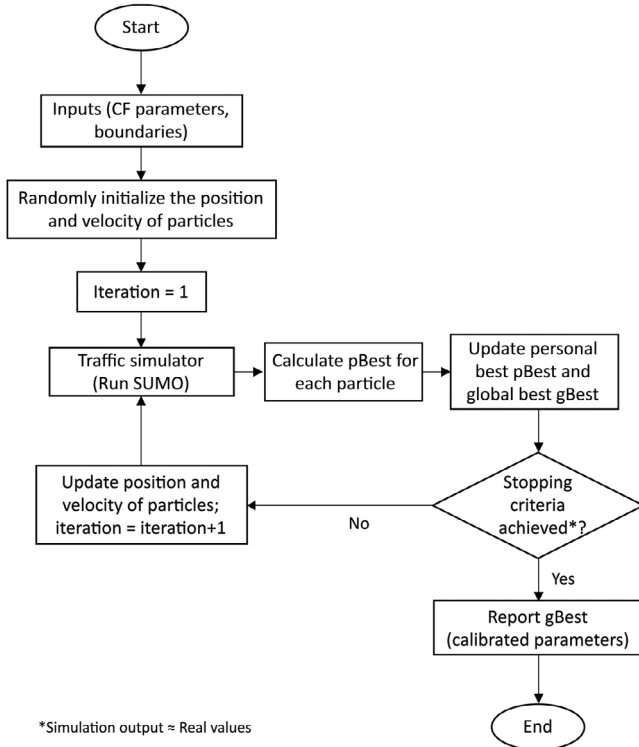 Start
Inputs (CF parameters,
boundaries)
Randomly initialize the position
and velocity of particles
Iteration = 1
Traffic simulator
(Run SUMO)
Calculate pBest for
each particle
Update personal
best pBest and
global best gBest
Stopping
criteria
achieved*?
No
Update position and
velocity of particles;
iteration = iteration+1
Yes
Report gBest
(calibrated parameters)
End
*Simulation output ≈ Real values